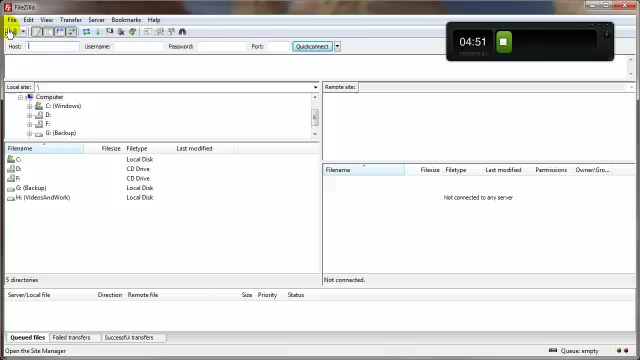 FileZilla
File Edit View Transfer Server Bookmarks Help
Host: Username: Password: Port: Quickconnect
04:51
Local site: \
Remote site:
Computer
C: (Windows)
D:
F:
G: (Backup)
Filename Filesize Filetype Last modified
C: Local Disk
D: CD Drive
F: CD Drive
G: (Backup) Local Disk
H: (VideosAndWork) Local Disk
Filename Filesize Filetype Last modified Permissions Owner/Gro...
Not connected to any server
5 directories
Not connected.
Server/Local file Direction Remote file Size Priority Status
Queued files Failed transfers Successful transfers
Open the Site Manager
Queue: empty